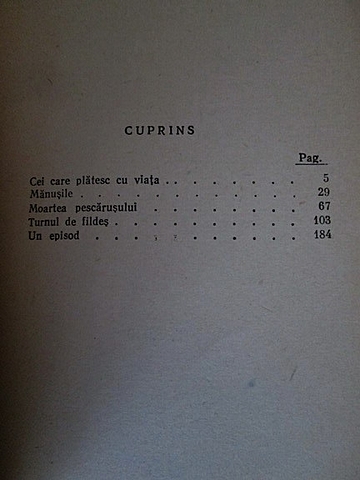 CUPRINS
Pag.
Cei care plătesc cu viața . . . . . . . . 5
Mănușile . . . . . . . . . . 29
Moartea pescărușului . . . . . . . 67
Turnul de fildeș . . . . . . . . . 103
Un episod . . . . . . . . . . 184